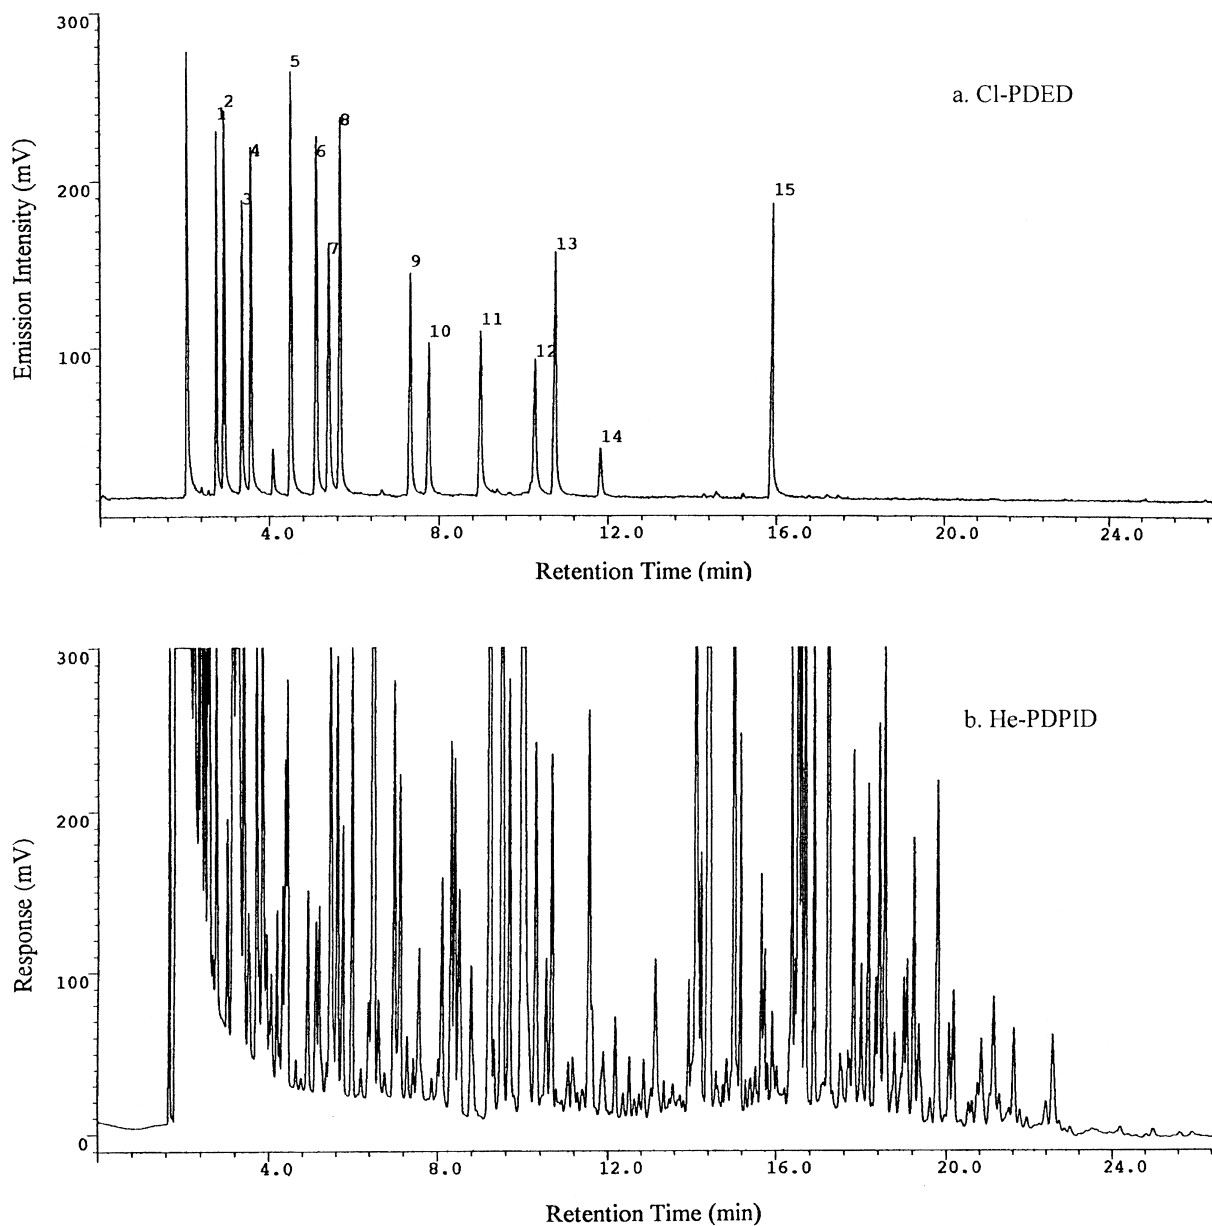 300
200
100
Emission Intensity (mV)
a. Cl-PDED
1
2
3
4
5
6
7
8
9
10
11
12
13
14
15
4.0 8.0 12.0 16.0 20.0 24.0
Retention Time (min)
300
200
100
0
Response (mV)
b. He-PDPID
4.0 8.0 12.0 16.0 20.0 24.0
Retention Time (min)